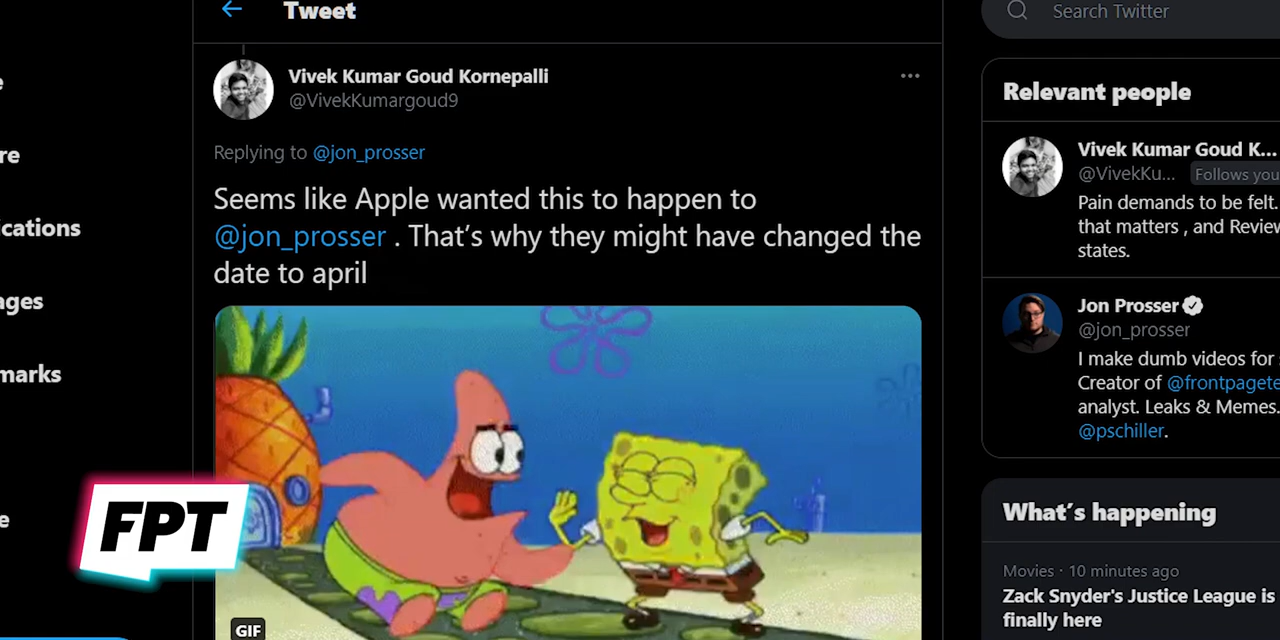 Tweet
Search Twitter
Vivek Kumar Goud Kornepalli
@VivekKumargoud9
Replying to @jon_prosser
Seems like Apple wanted this to happen to
@jon_prosser . That's why they might have changed the
date to april
GIF
FPT
e
re
cations
ages
marks
e
Relevant people
Vivek Kumar Goud K...
@VivekKu... Follows you
Pain demands to be felt.
that matters , and Review
states.
Jon Prosser
@jon_prosser
I make dumb videos for
Creator of @frontpagete
analyst. Leaks & Memes.
@pschiller.
What's happening
Movies · 10 minutes ago
Zack Snyder's Justice League is
finally here